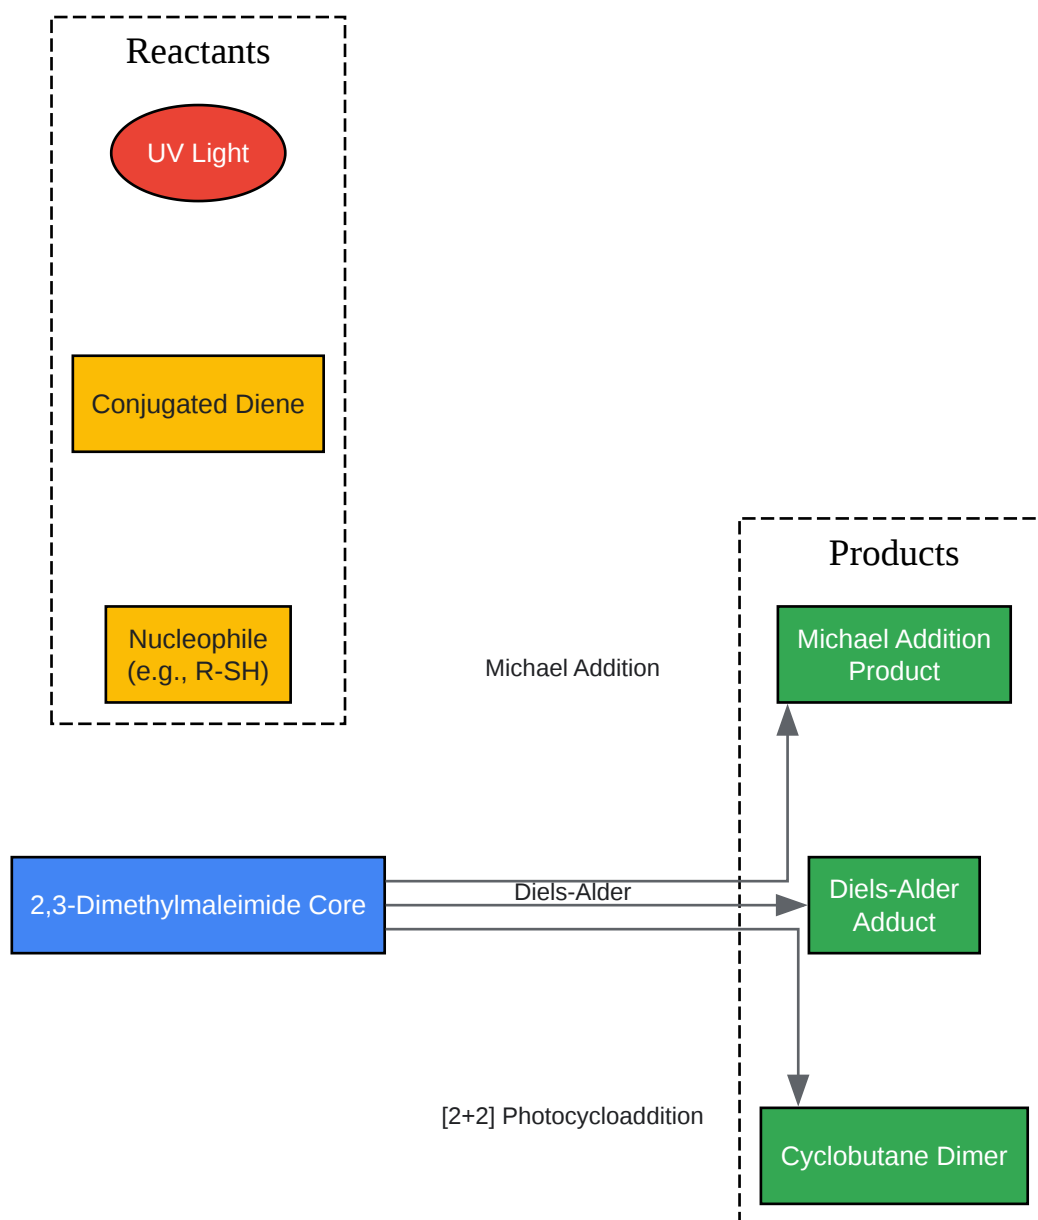 Reactants
UV Light
Conjugated Diene
Nucleophile
(e.g., R-SH)
Products
Michael Addition
Michael Addition
Product
2,3-Dimethylmaleimide Core
Diels-Alder
Diels-Alder
Adduct
[2+2] Photocycloaddition
Cyclobutane Dimer